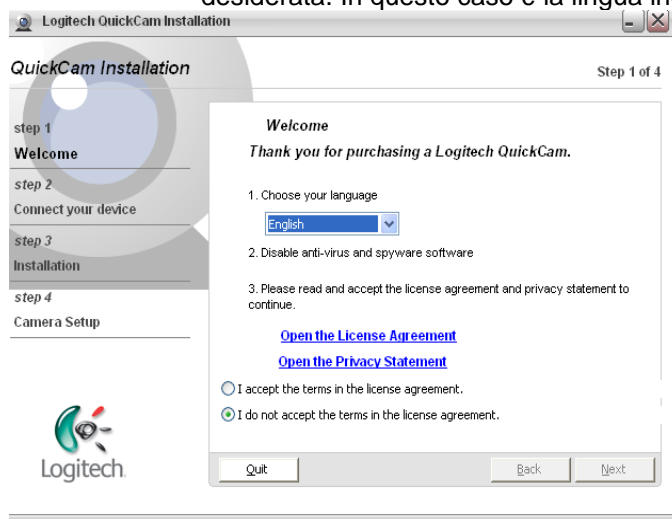 desiderata. In questo caso è la lingua in
Logitech QuickCam Installation
QuickCam Installation
Step 1 of 4
step 1
Welcome
step 2
Connect your device
step 3
Installation
step 4
Camera Setup
Logitech
Welcome
Thank you for purchasing a Logitech QuickCam.
1. Choose your language
English
2. Disable anti-virus and spyware software
3. Please read and accept the license agreement and privacy statement to
continue.
Open the License Agreement
Open the Privacy Statement
I accept the terms in the license agreement.
I do not accept the terms in the license agreement.
Quit
Back
Next